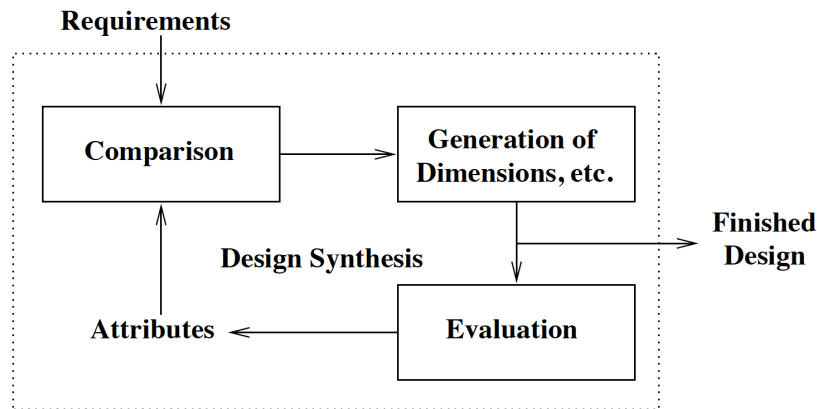 Requirements
Comparison
Generation of
Dimensions, etc.
Finished
Design
Design Synthesis
Attributes
Evaluation